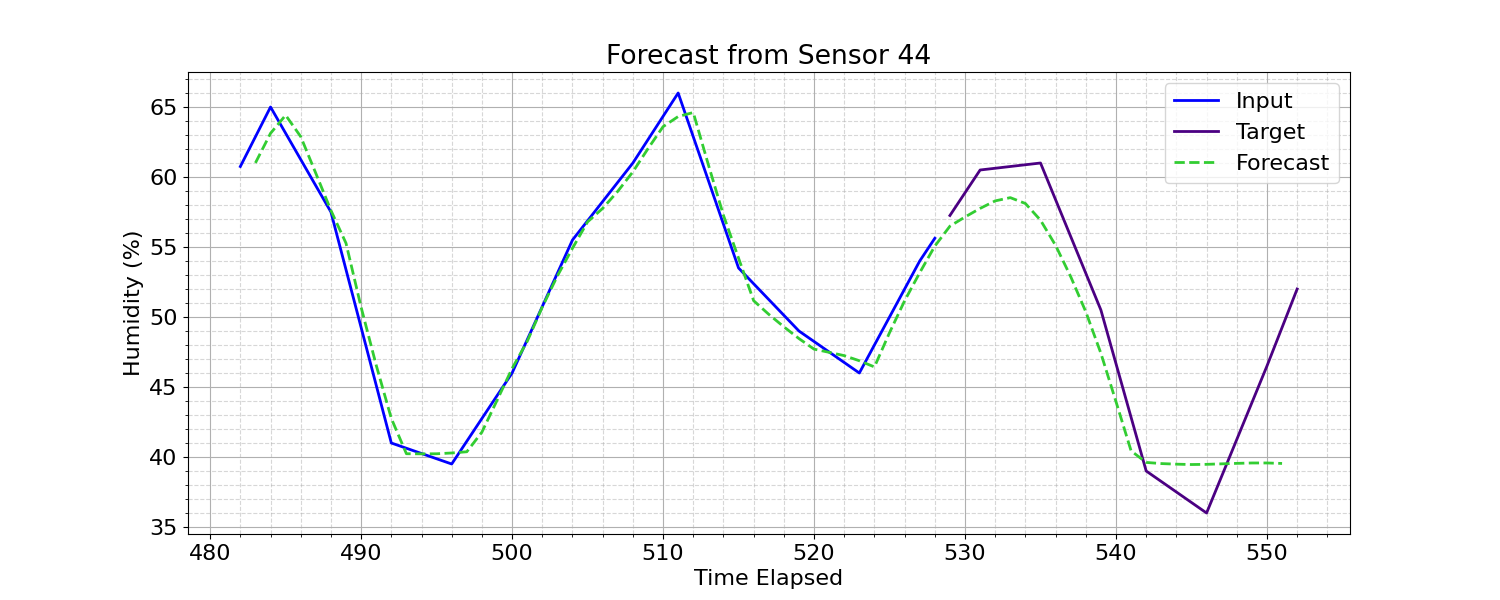 Forecast from Sensor 44
Humidity (%)
65
60
55
50
45
40
35
480 490 500 510 520 530 540 550
Time Elapsed
Input
Target
Forecast